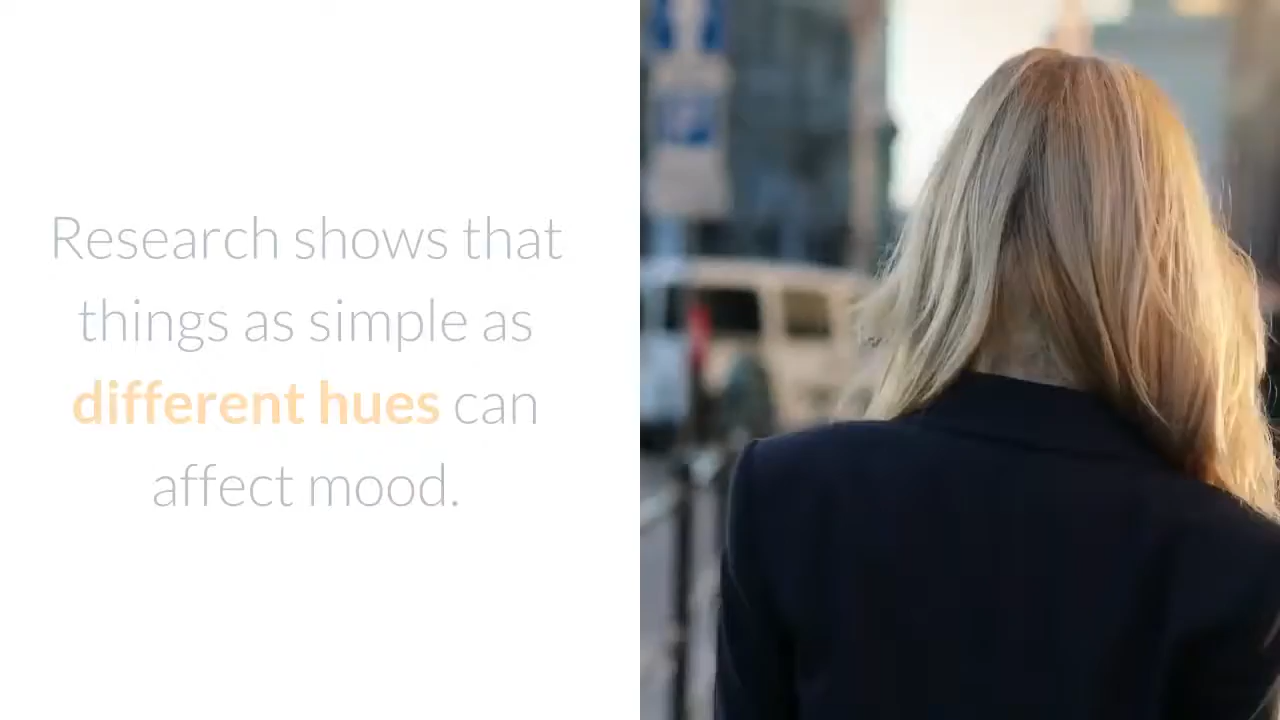 Research shows that
things as simple as
different hues can
affect mood.